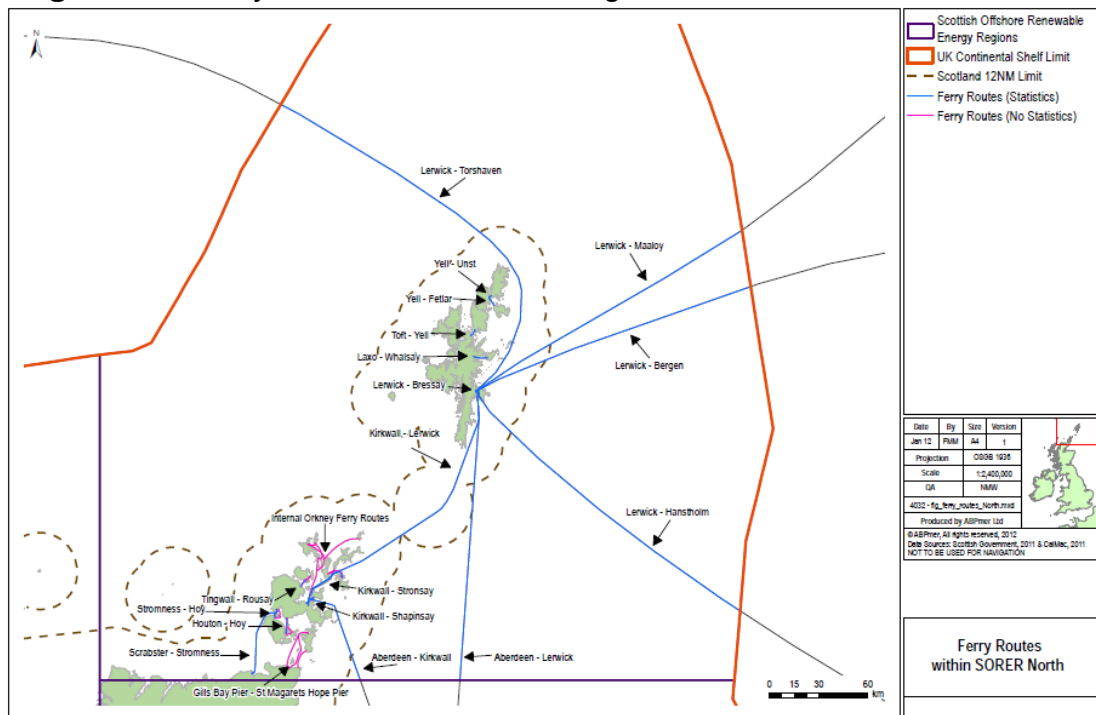 N
Lerwick - Torshaven
Lerwick - Maaloy
Yell - Unst
Yell - Fetlar
Toft - Yell
Laxo - Whalsay
Lerwick - Bergen
Lerwick - Bressay
Kirkwall - Lerwick
Lerwick - Hanstholm
Internal Orkney Ferry Routes
Tingwall - Rousay
Kirkwall - Stronsay
Stromness - Hoy
Kirkwall - Shapinsay
Houton - Hoy
Scrabster - Stromness
Aberdeen - Kirkwall
Aberdeen - Lerwick
Gills Bay Pier - St Magarets Hope Pier
0 15 30 60
km
Scottish Offshore Renewable
Energy Regions
UK Continental Shelf Limit
Scotland 12NM Limit
Ferry Routes (Statistics)
Ferry Routes (No Statistics)
Date By Size Version
Jan 12 FMM A4 1
Projection OSGB 1936
Scale 1:2,400,000
QA NMW
4032 - fig_ferry_routes_North.mxd
Produced by ABPmer Ltd
© ABPmer, All rights reserved, 2012
Data Sources: Scottish Government, 2011 & CalMac, 2011
NOT TO BE USED FOR NAVIGATION
Ferry Routes
within SORER North